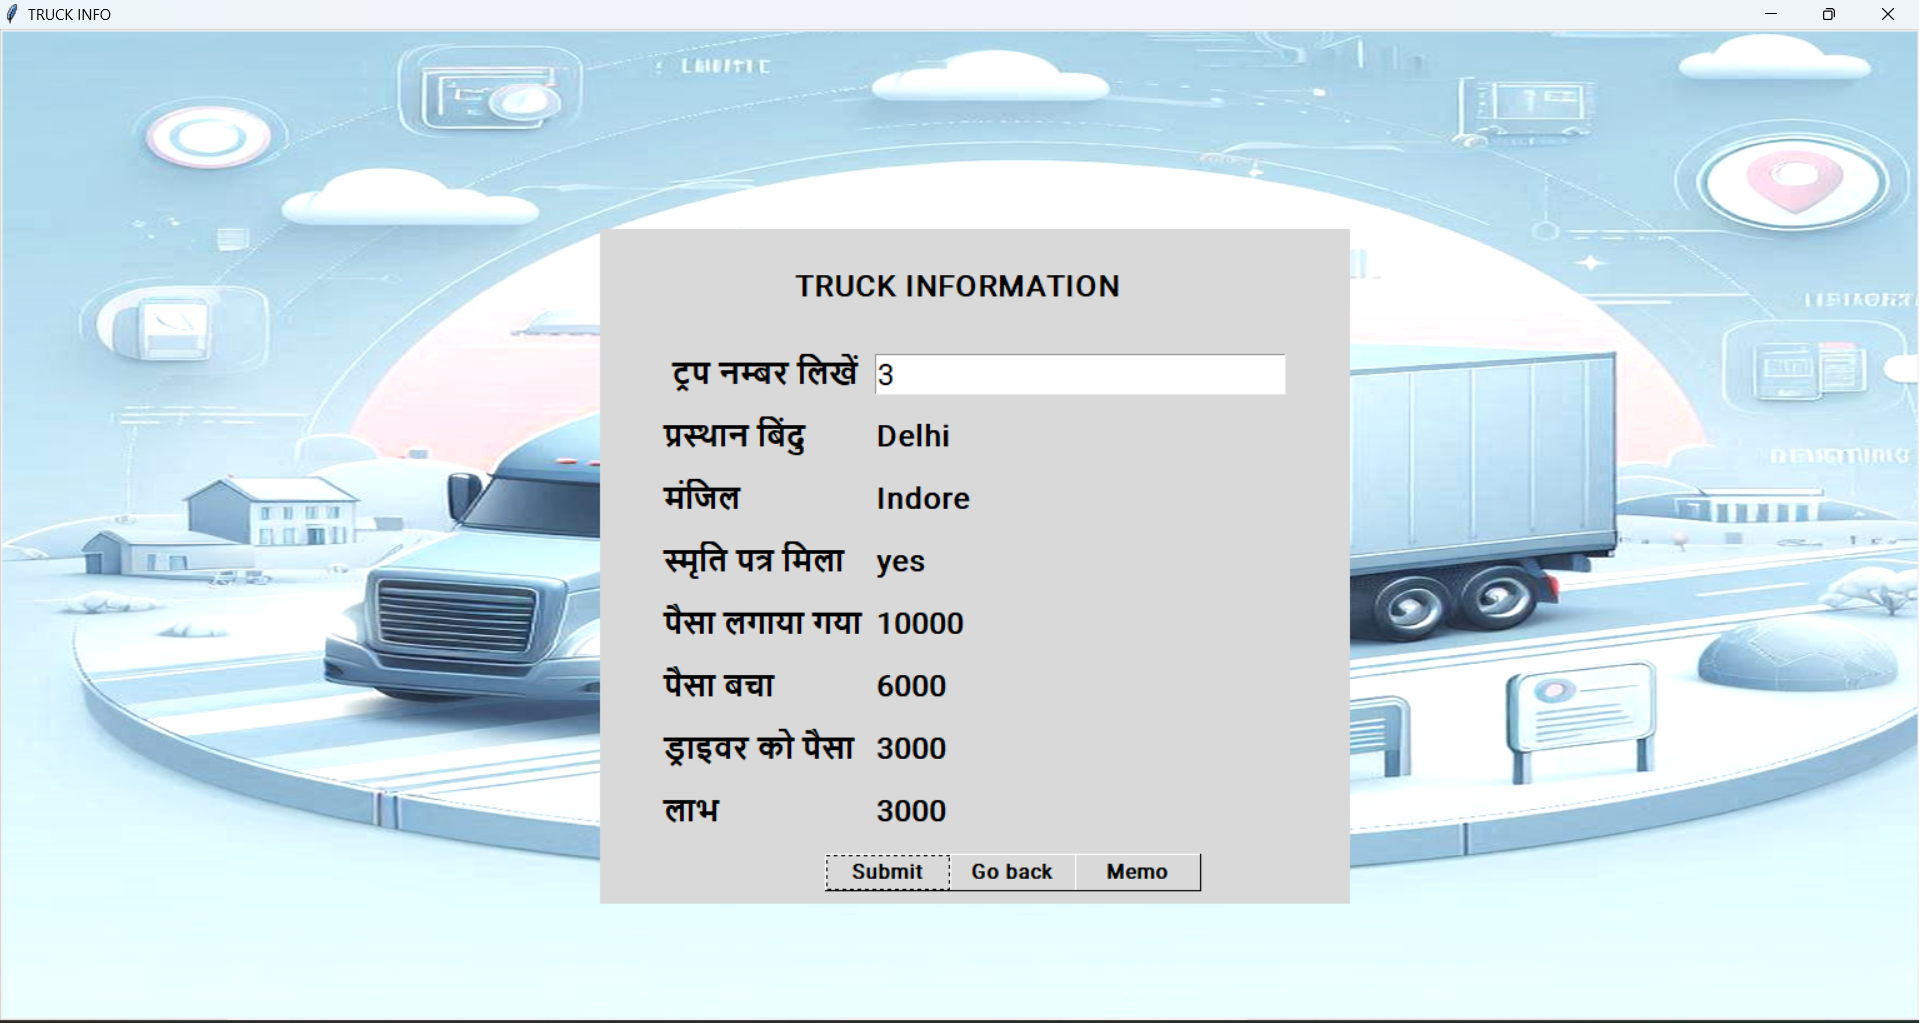 TRUCK INFO
TRUCK INFORMATION
ट्रप नम्बर लिखें 3
प्रस्थान बिंदु Delhi
मंजिल Indore
स्मृति पत्र मिला yes
पैसा लगाया गया 10000
पैसा बचा 6000
ड्राइवर को पैसा 3000
लाभ 3000
Submit Go back Memo